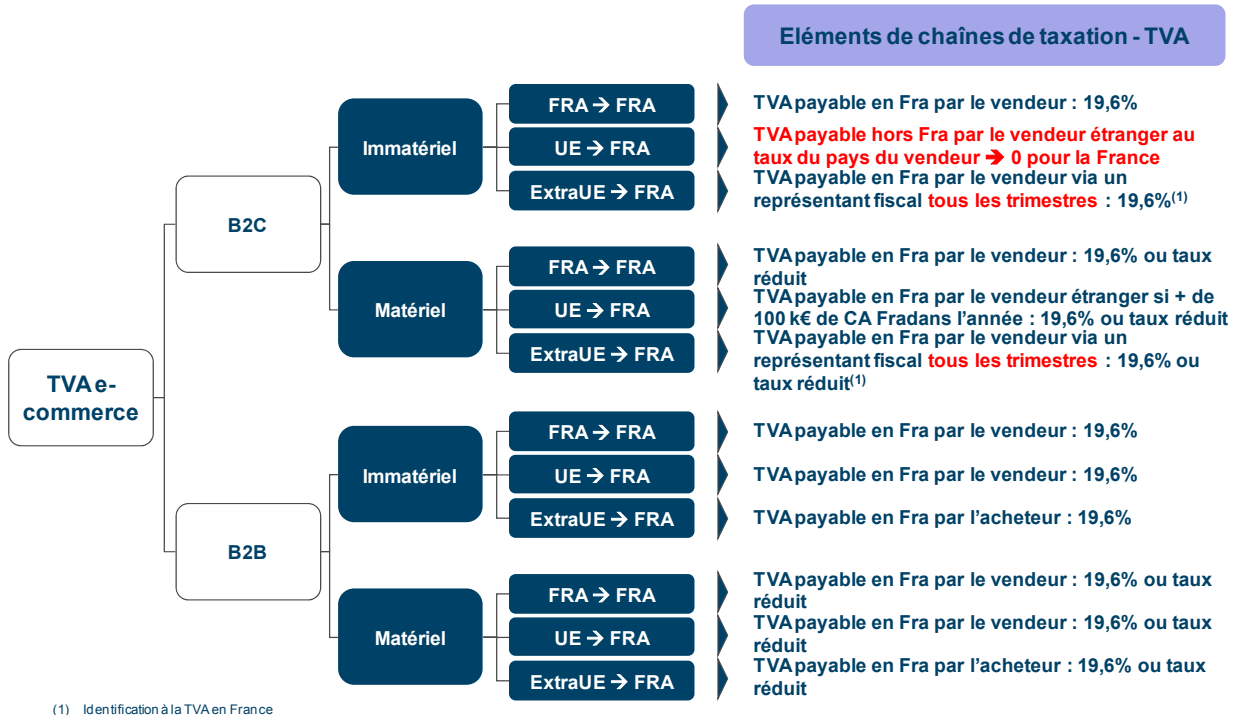 Eléments de chaînes de taxation - TVA
TVA e-
commerce
B2C
Immatériel
FRA → FRA
TVA payable en Fra par le vendeur : 19,6%
UE → FRA
TVA payable hors Fra par le vendeur étranger au
taux du pays du vendeur ➔ 0 pour la France
ExtraUE → FRA
TVA payable en Fra par le vendeur via un
représentant fiscal tous les trimestres : 19,6%(1)
Matériel
FRA → FRA
TVA payable en Fra par le vendeur : 19,6% ou taux
réduit
UE → FRA
TVA payable en Fra par le vendeur étranger si + de
100 k€ de CA Fra dans l’année : 19,6% ou taux réduit
ExtraUE → FRA
TVA payable en Fra par le vendeur via un
représentant fiscal tous les trimestres : 19,6% ou
taux réduit(1)
B2B
Immatériel
FRA → FRA
TVA payable en Fra par le vendeur : 19,6%
UE → FRA
TVA payable en Fra par le vendeur : 19,6%
ExtraUE → FRA
TVA payable en Fra par l’acheteur : 19,6%
Matériel
FRA → FRA
TVA payable en Fra par le vendeur : 19,6% ou taux
réduit
UE → FRA
TVA payable en Fra par le vendeur : 19,6% ou taux
réduit
ExtraUE → FRA
TVA payable en Fra par l’acheteur : 19,6% ou taux
réduit
(1) Identification à la TVA en France